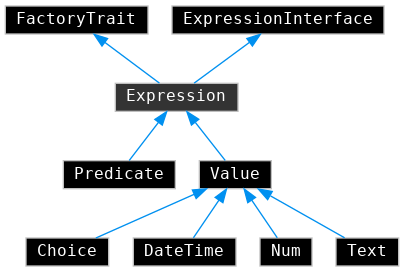 FactoryTrait
ExpressionInterface
Expression
Predicate
Value
Choice
DateTime
Num
Text